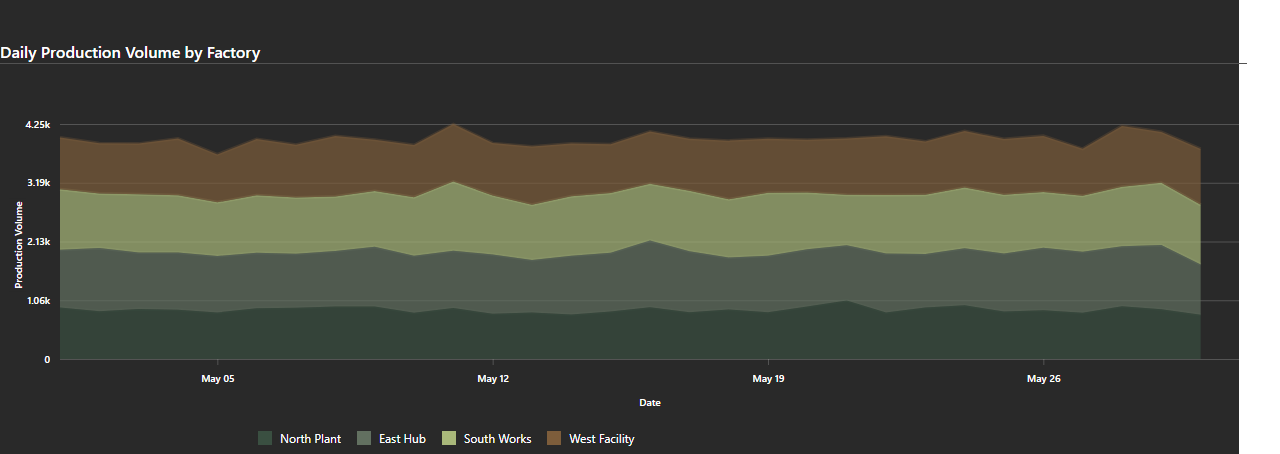 Daily Production Volume by Factory
4.25k
3.19k
2.13k
1.06k
0
Production Volume
May 05 May 12 May 19 May 26
Date
North Plant East Hub South Works West Facility